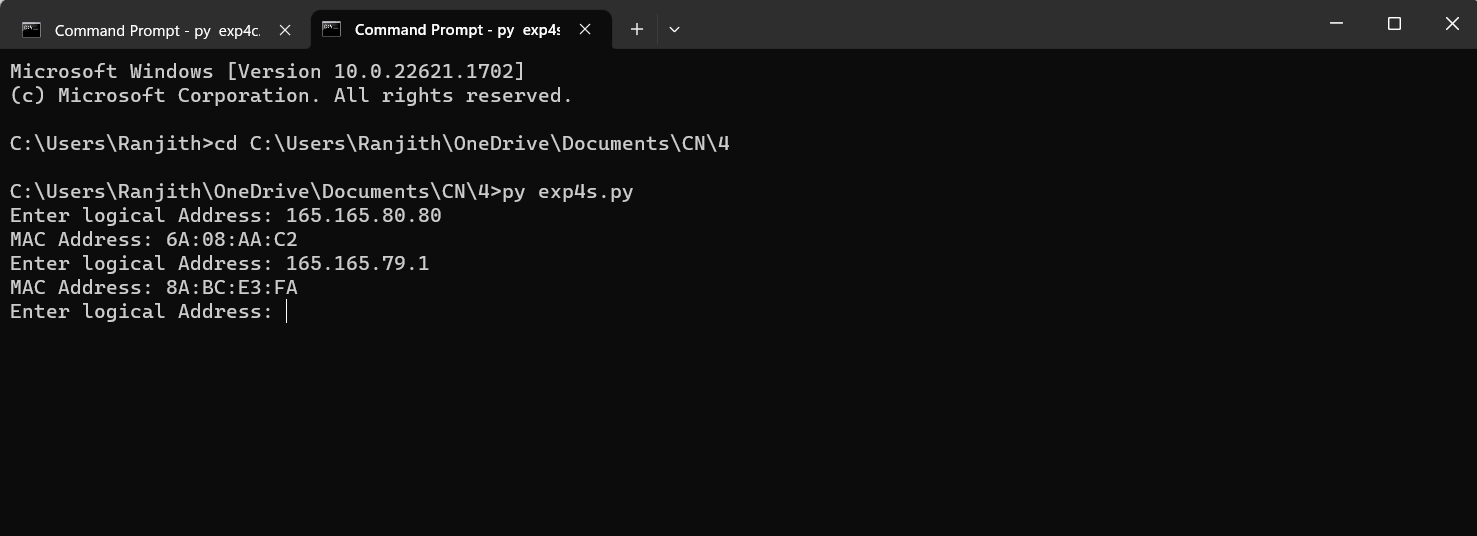 Command Prompt - py exp4c.
Command Prompt - py exp4s
Microsoft Windows [Version 10.0.22621.1702]
(c) Microsoft Corporation. All rights reserved.
C:\Users\Ranjith>cd C:\Users\Ranjith\OneDrive\Documents\CN\4
C:\Users\Ranjith\OneDrive\Documents\CN\4>py exp4s.py
Enter logical Address: 165.165.80.80
MAC Address: 6A:08:AA:C2
Enter logical Address: 165.165.79.1
MAC Address: 8A:BC:E3:FA
Enter logical Address: